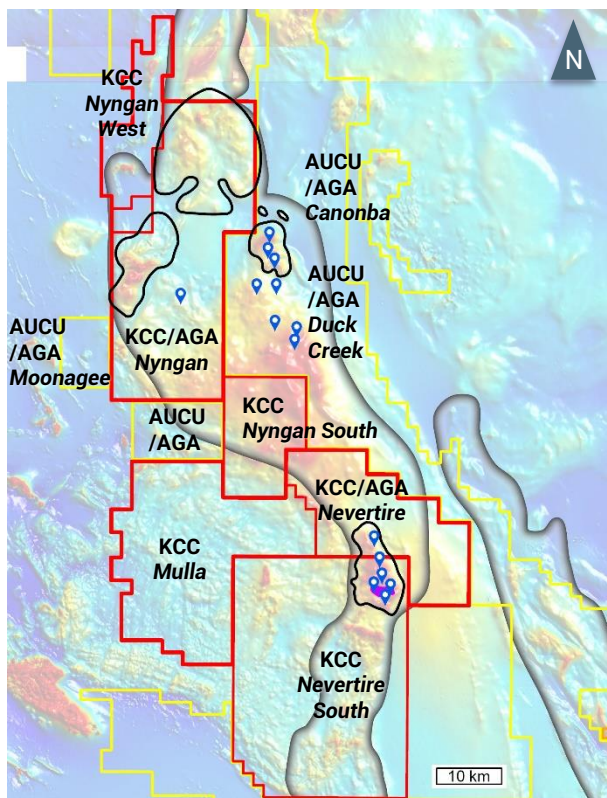 N
KCC
Nyngan
West
AUCU
/AGA
Canonba
AUCU
/AGA
Duck
Creek
KCC/AGA
Nyngan
AUCU
/AGA
Moonagee
AUCU
/AGA
KCC
Nyngan South
KCC/AGA
Nevertire
KCC
Mulla
KCC
Nevertire
South
10 km